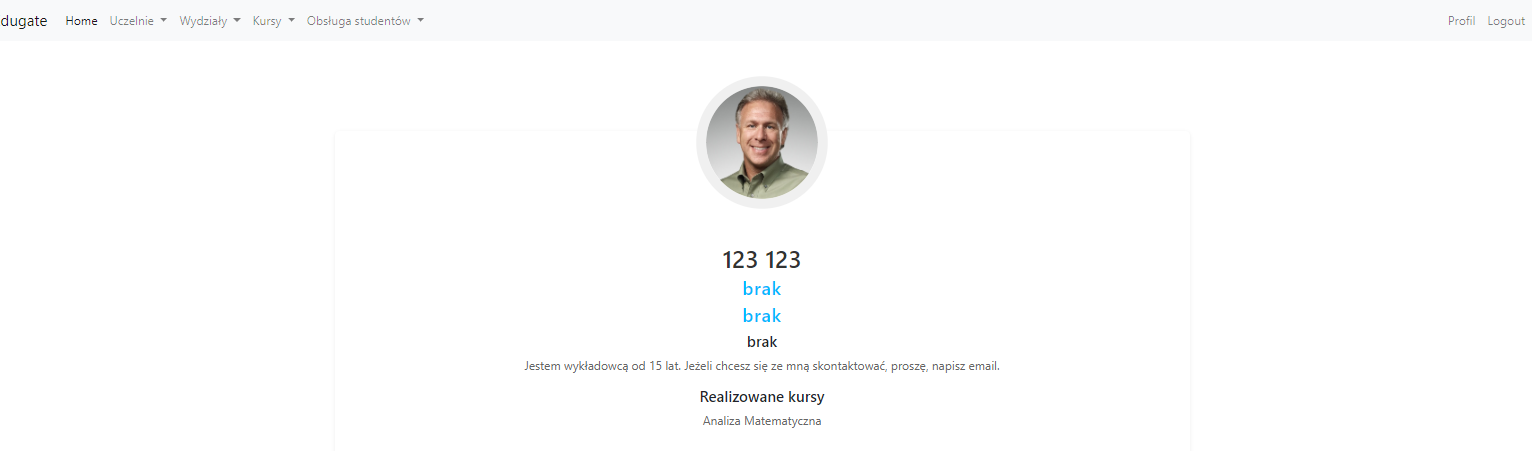 dugate Home Uczelnie Wydziały Kursy Obsługa studentów Profil Logout
123 123
brak
brak
brak
Jestem wykładowcą od 15 lat. Jeżeli chcesz się ze mną skontaktować, proszę, napisz email.
Realizowane kursy
Analiza Matematyczna